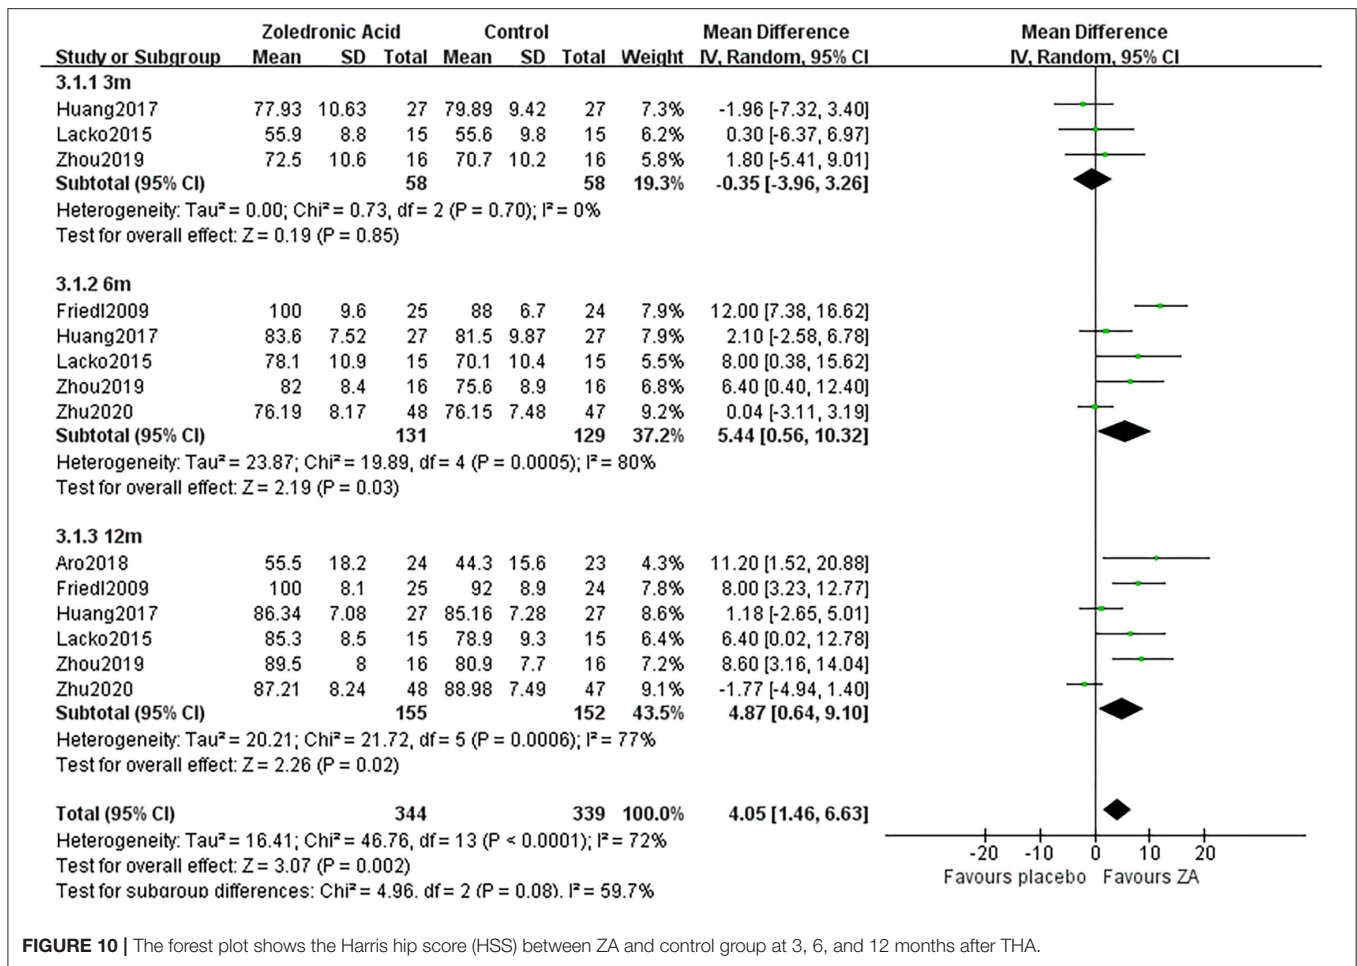 Zoledronic Acid Control Mean Difference Mean Difference
Study or Subgroup Mean SD Total Mean SD Total Weight IV, Random, 95% CI IV, Random, 95% CI
3.1.1 3m
Huang2017 77.93 10.63 27 79.89 9.42 27 7.3% -1.96 [-7.32, 3.40]
Lacko2015 55.9 8.8 15 55.6 9.8 15 6.2% 0.30 [-6.37, 6.97]
Zhou2019 72.5 10.6 16 70.7 10.2 16 5.8% 1.80 [-5.41, 9.01]
Subtotal (95% CI) 58 58 19.3% -0.35 [-3.96, 3.26]
Heterogeneity: Tau² = 0.00; Chi² = 0.73, df = 2 (P = 0.70); I² = 0%
Test for overall effect: Z = 0.19 (P = 0.85)
3.1.2 6m
Friedl2009 100 9.6 25 88 6.7 24 7.9% 12.00 [7.38, 16.62]
Huang2017 83.6 7.52 27 81.5 9.87 27 7.9% 2.10 [-2.58, 6.78]
Lacko2015 78.1 10.9 15 70.1 10.4 15 5.5% 8.00 [0.38, 15.62]
Zhou2019 82 8.4 16 75.6 8.9 16 6.8% 6.40 [0.40, 12.40]
Zhu2020 76.19 8.17 48 76.15 7.48 47 9.2% 0.04 [-3.11, 3.19]
Subtotal (95% CI) 131 129 37.2% 5.44 [0.56, 10.32]
Heterogeneity: Tau² = 23.87; Chi² = 19.89, df = 4 (P = 0.0005); I² = 80%
Test for overall effect: Z = 2.19 (P = 0.03)
3.1.3 12m
Aro2018 55.5 18.2 24 44.3 15.6 23 4.3% 11.20 [1.52, 20.88]
Friedl2009 100 8.1 25 92 8.9 24 7.8% 8.00 [3.23, 12.77]
Huang2017 86.34 7.08 27 85.16 7.28 27 8.6% 1.18 [-2.65, 5.01]
Lacko2015 85.3 8.5 15 78.9 9.3 15 6.4% 6.40 [0.02, 12.78]
Zhou2019 89.5 8 16 80.9 7.7 16 7.2% 8.60 [3.16, 14.04]
Zhu2020 87.21 8.24 48 88.98 7.49 47 9.1% -1.77 [-4.94, 1.40]
Subtotal (95% CI) 155 152 43.5% 4.87 [0.64, 9.10]
Heterogeneity: Tau² = 20.21; Chi² = 21.72, df = 5 (P = 0.0006); I² = 77%
Test for overall effect: Z = 2.26 (P = 0.02)
Total (95% CI) 344 339 100.0% 4.05 [1.46, 6.63]
Heterogeneity: Tau² = 16.41; Chi² = 46.76, df = 13 (P < 0.0001); I² = 72%
Test for overall effect: Z = 3.07 (P = 0.002)
Test for subgroup differences: Chi² = 4.96, df = 2 (P = 0.08), I² = 59.7%
-20 -10 0 10 20
Favours placebo Favours ZA
FIGURE 10 | The forest plot shows the Harris hip score (HSS) between ZA and control group at 3, 6, and 12 months after THA.